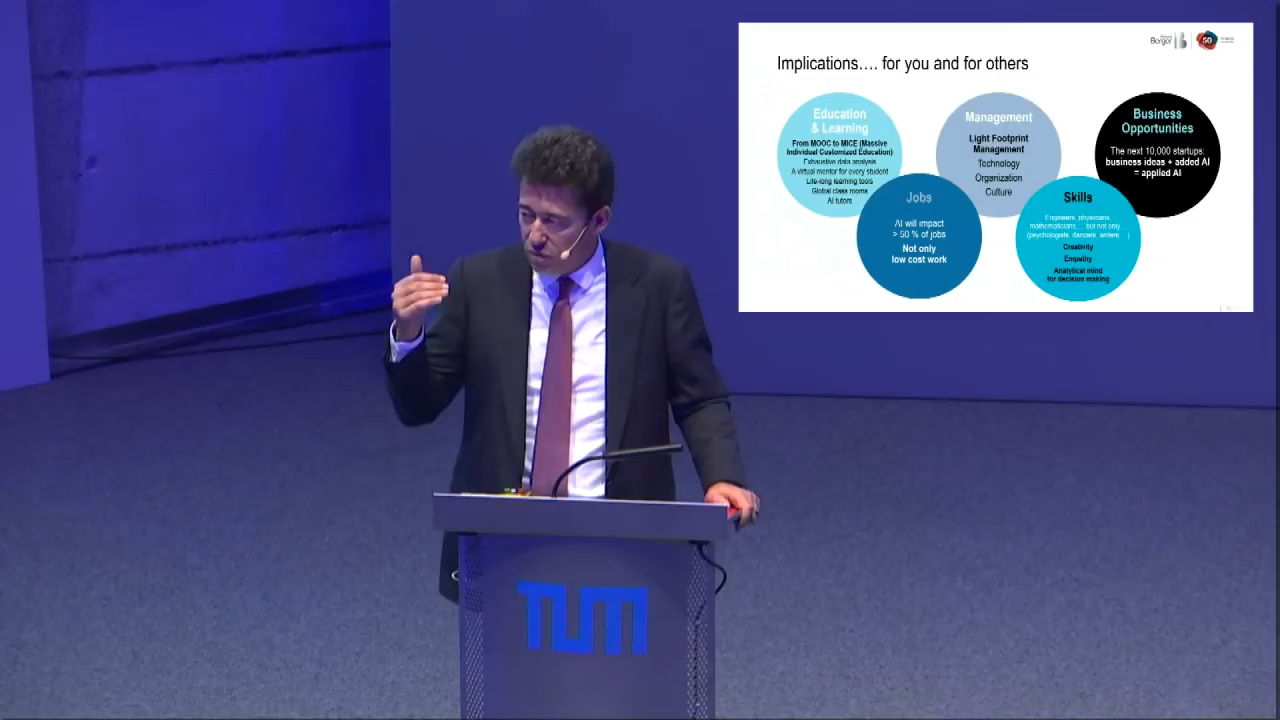 Berger
50
Implications.... for you and for others
Education
& Learning
From MOOC to MICE (Massive
Individual Customized Education)
Exhaustive data analysis
A virtual mentor for every student
Life-long learning tools
Global class rooms
AI tutors
Jobs
AI will impact
> 50 % of jobs
Not only
low cost work
Management
Light Footprint
Management
Technology
Organization
Culture
Skills
Engineers, physicians,
mathematicians,... but not only
(psychologists, dancers, writers... )
Creativity
Empathy
Analytical mind
for decision making
Business
Opportunities
The next 10,000 startups:
business ideas + added AI
= applied AI
TUM